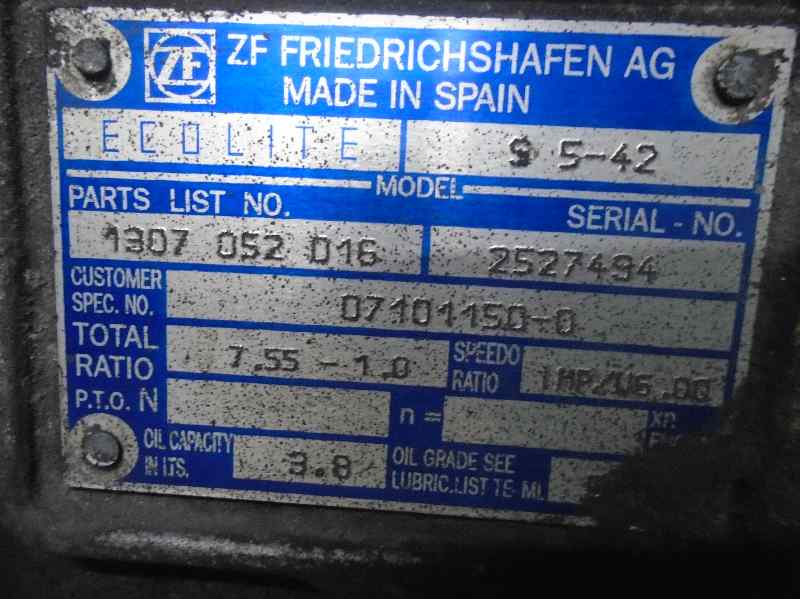 ZF
ZF FRIEDRICHSHAFEN AG
MADE IN SPAIN
ECOLITE S 5-42
MODEL
PARTS LIST NO. SERIAL - NO.
1307 052 016 2527494
CUSTOMER
SPEC. NO. 07101150-0
TOTAL
RATIO 7.55 - 1.0 SPEEDO
RATIO
P.T.O. N n =
OIL CAPACITY
IN LTS. 3.8 OIL GRADE SEE
LUBRIC.LIST TE-ML